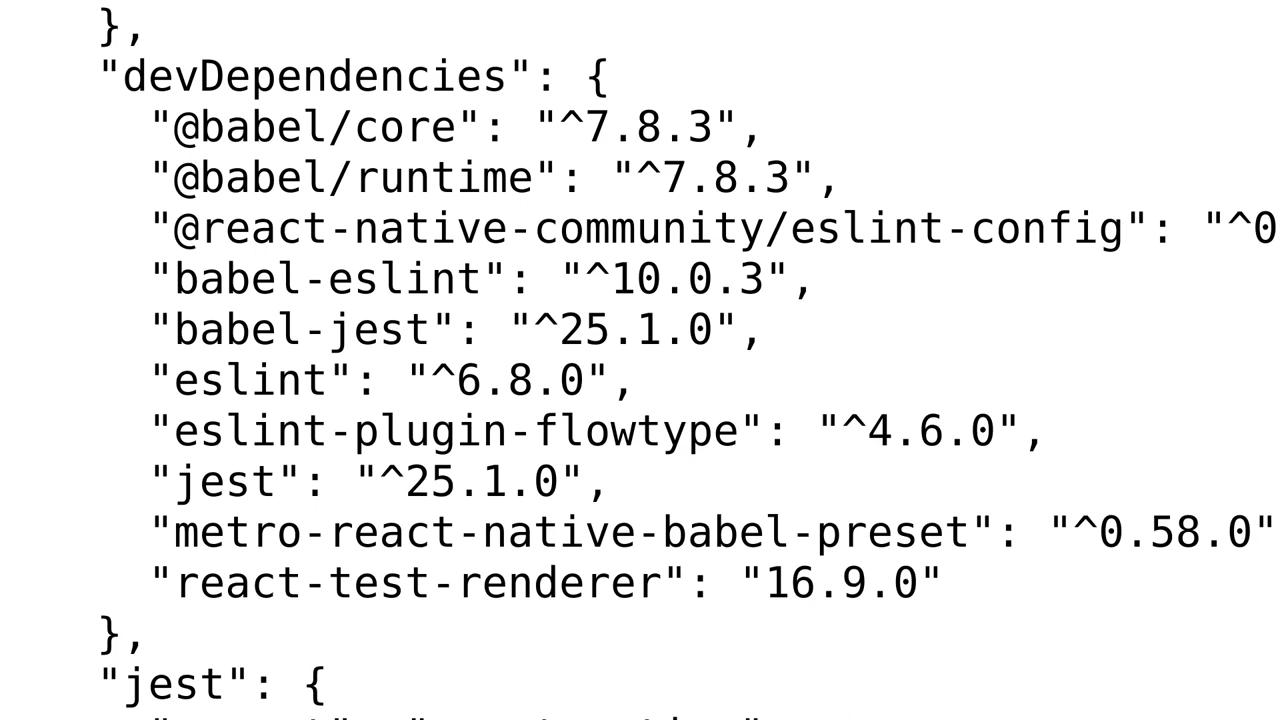 },
"devDependencies": {
"@babel/core": "^7.8.3",
"@babel/runtime": "^7.8.3",
"@react-native-community/eslint-config": "^0
"babel-eslint": "^10.0.3",
"babel-jest": "^25.1.0",
"eslint": "^6.8.0",
"eslint-plugin-flowtype": "^4.6.0",
"jest": "^25.1.0",
"metro-react-native-babel-preset": "^0.58.0"
"react-test-renderer": "16.9.0"
},
"jest": {